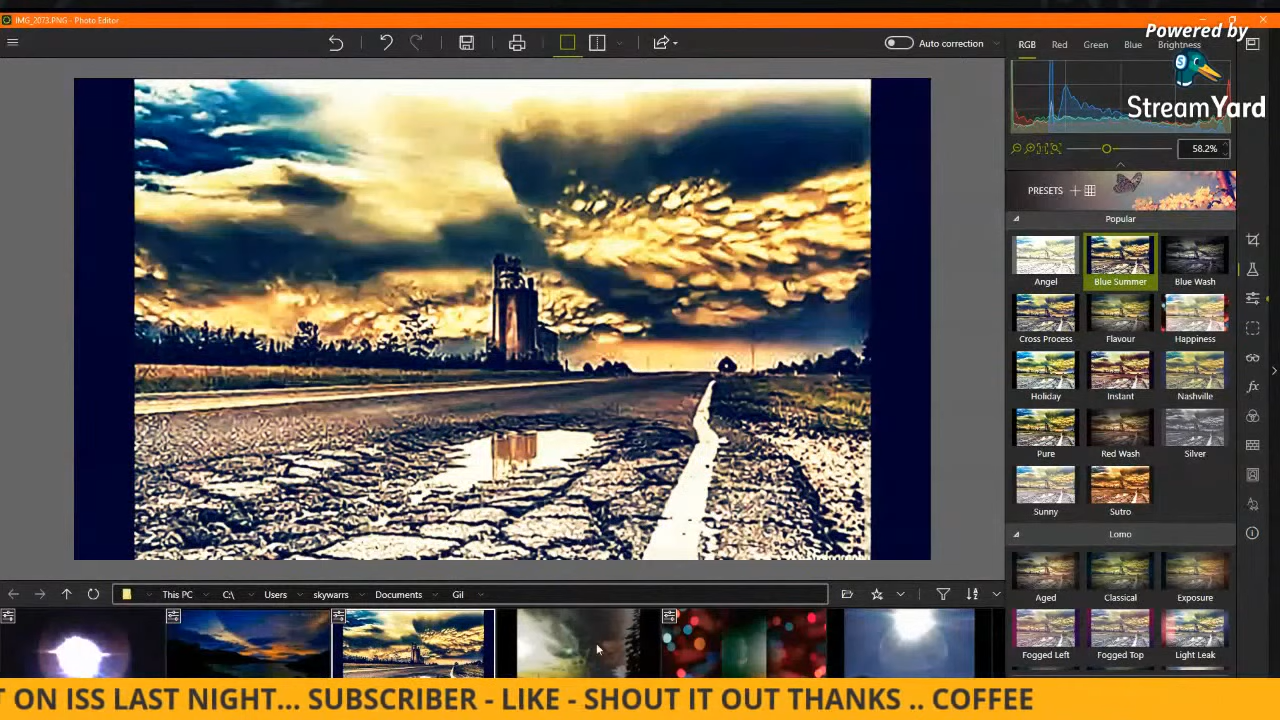 IMG_2073.PNG - Photo Editor
Powered by
StreamYard
Auto correction
RGB Red Green Blue Brightness
58.2%
PRESETS
Popular
Angel Blue Summer Blue Wash
Cross Process Flavour Happiness
Holiday Instant Nashville
Pure Red Wash Silver
Sunny Sutro
Lomo
Aged Classical Exposure
Fogged Left Fogged Top Light Leak
This PC C:\ Users skywarrs Documents Gil
T ON ISS LAST NIGHT... SUBSCRIBER - LIKE - SHOUT IT OUT THANKS .. COFFEE